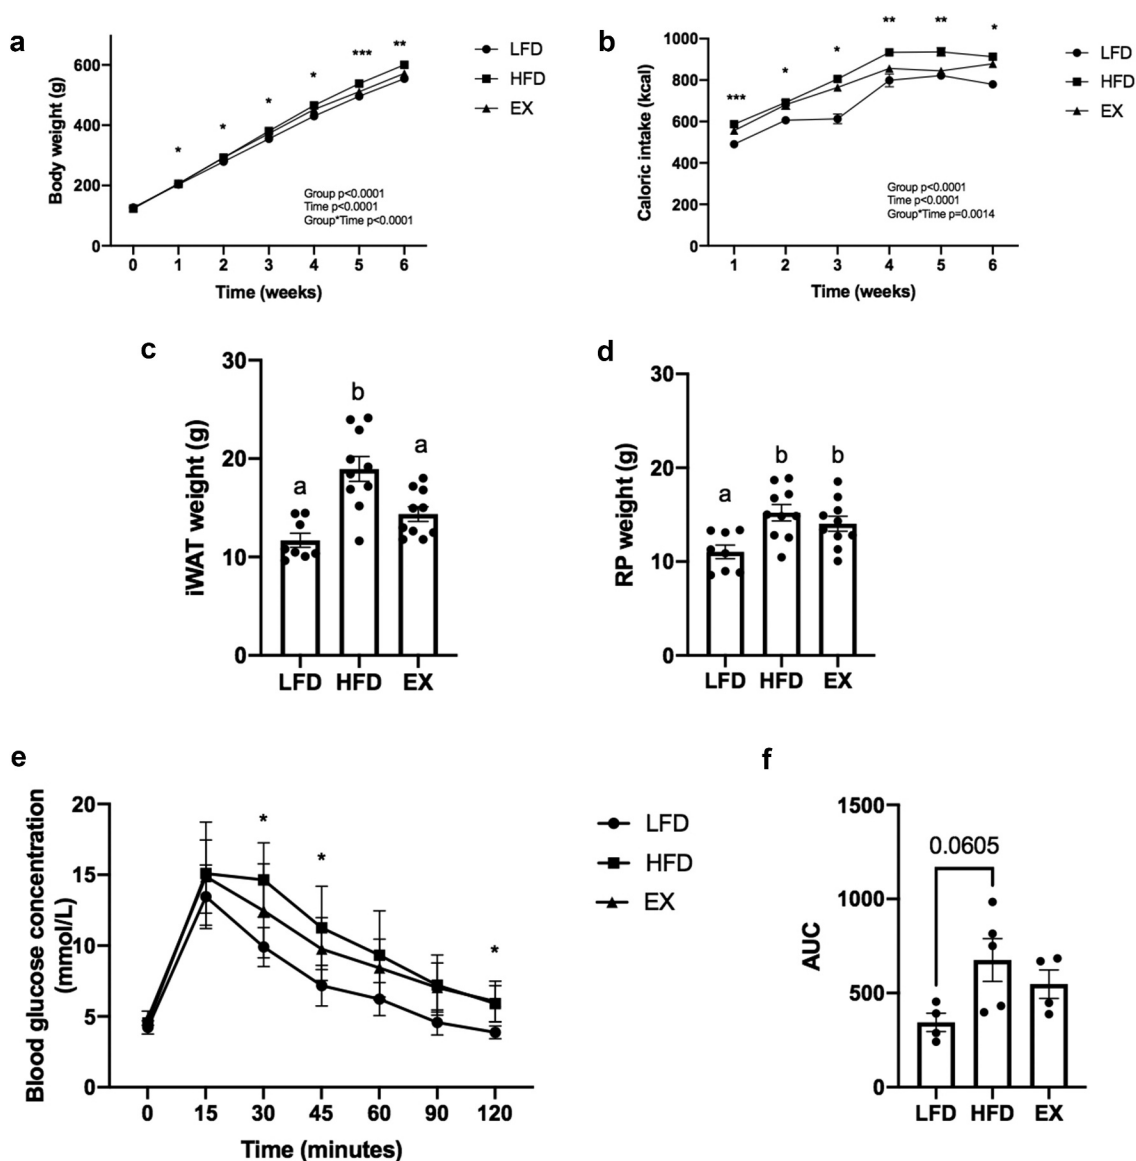 a
Body weight (g)
600
400
200
0
*
*
*
*
***
**
LFD
HFD
EX
Group p<0.0001
Time p<0.0001
Group*Time p<0.0001
0 1 2 3 4 5 6
Time (weeks)
b
Caloric intake (kcal)
1000
800
600
400
200
0
***
*
*
**
**
*
LFD
HFD
EX
Group p<0.0001
Time p<0.0001
Group*Time p=0.0014
1 2 3 4 5 6
Time (weeks)
c
iWAT weight (g)
30
20
10
0
a
b
a
LFD HFD EX
d
RP weight (g)
30
20
10
0
a
b
b
LFD HFD EX
e
Blood glucose concentration
(mmol/L)
20
15
10
5
0
*
*
*
LFD
HFD
EX
0 15 30 45 60 90 120
Time (minutes)
f
AUC
1500
1000
500
0
0.0605
LFD HFD EX